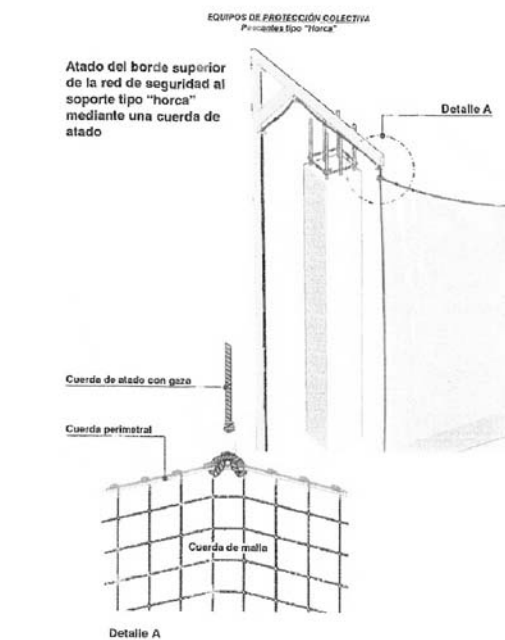 EQUIPOS DE PROTECCIÓN COLECTIVA
Pescantes tipo "Horca"
Atado del borde superior
de la red de seguridad al
soporte tipo "horca"
mediante una cuerda de
atado
Detalle A
Cuerda de atado con gaza
Cuerda perimetral
Cuerda de malla
Detalle A